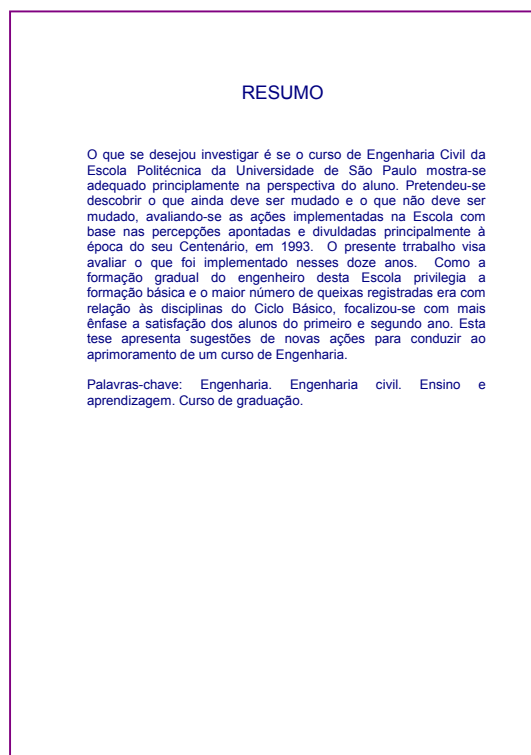 RESUMO
O que se desejou investigar é se o curso de Engenharia Civil da
Escola Politécnica da Universidade de São Paulo mostra-se
adequado principlamente na perspectiva do aluno. Pretendeu-se
descobrir o que ainda deve ser mudado e o que não deve ser
mudado, avaliando-se as ações implementadas na Escola com
base nas percepções apontadas e divuldadas principalmente à
época do seu Centenário, em 1993. O presente trrabalho visa
avaliar o que foi implementado nesses doze anos. Como a
formação gradual do engenheiro desta Escola privilegia a
formação básica e o maior número de queixas registradas era com
relação às disciplinas do Ciclo Básico, focalizou-se com mais
ênfase a satisfação dos alunos do primeiro e segundo ano. Esta
tese apresenta sugestões de novas ações para conduzir ao
aprimoramento de um curso de Engenharia.
Palavras-chave: Engenharia. Engenharia civil. Ensino e
aprendizagem. Curso de graduação.